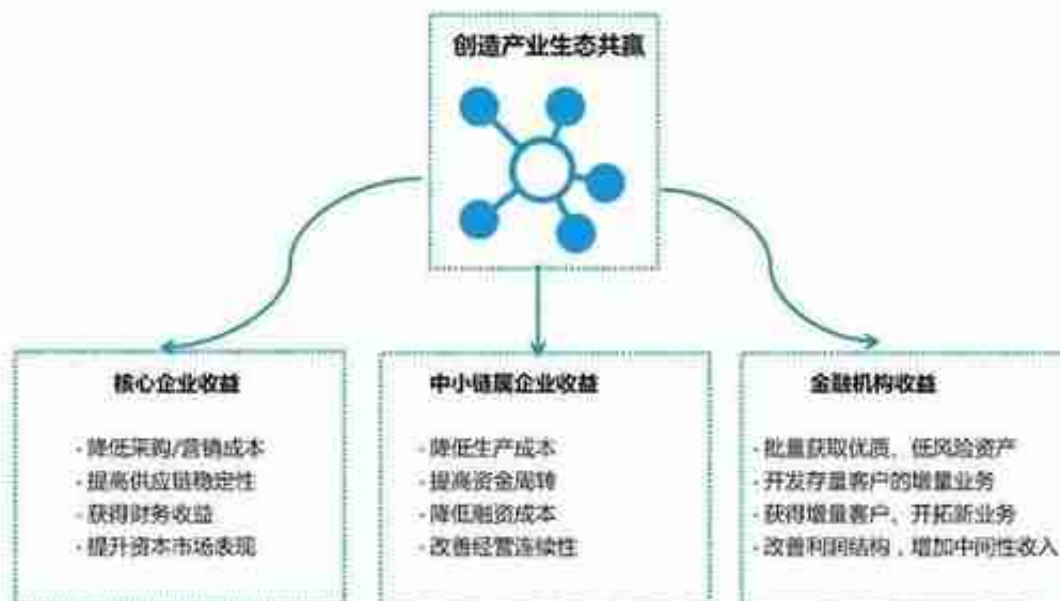 创造产业生态共赢
核心企业收益
· 降低采购/营销成本
· 提高供应链稳定性
· 获得财务收益
· 提升资本市场表现
中小链属企业收益
· 降低生产成本
· 提高资金周转
· 降低融资成本
· 改善经营连续性
金融机构收益
· 批量获取优质、低风险资产
· 开发存量客户的增量业务
· 获得增量客户、开拓新业务
· 改善利润结构，增加中间性收入